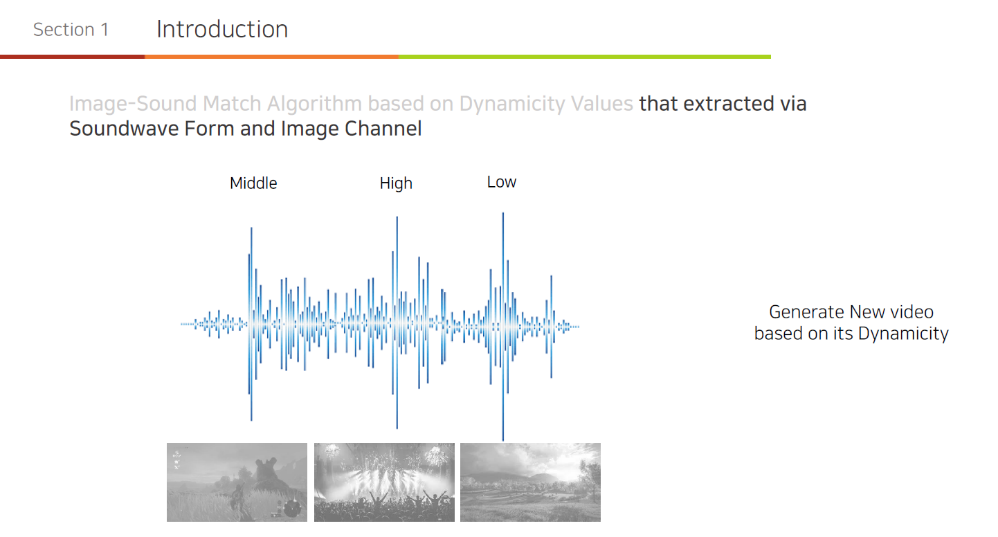 Section 1
Introduction
Image-Sound Match Algorithm based on Dynamicity Values that extracted via
Soundwave Form and Image Channel
Middle
High
Low
Generate New video
based on its Dynamicity